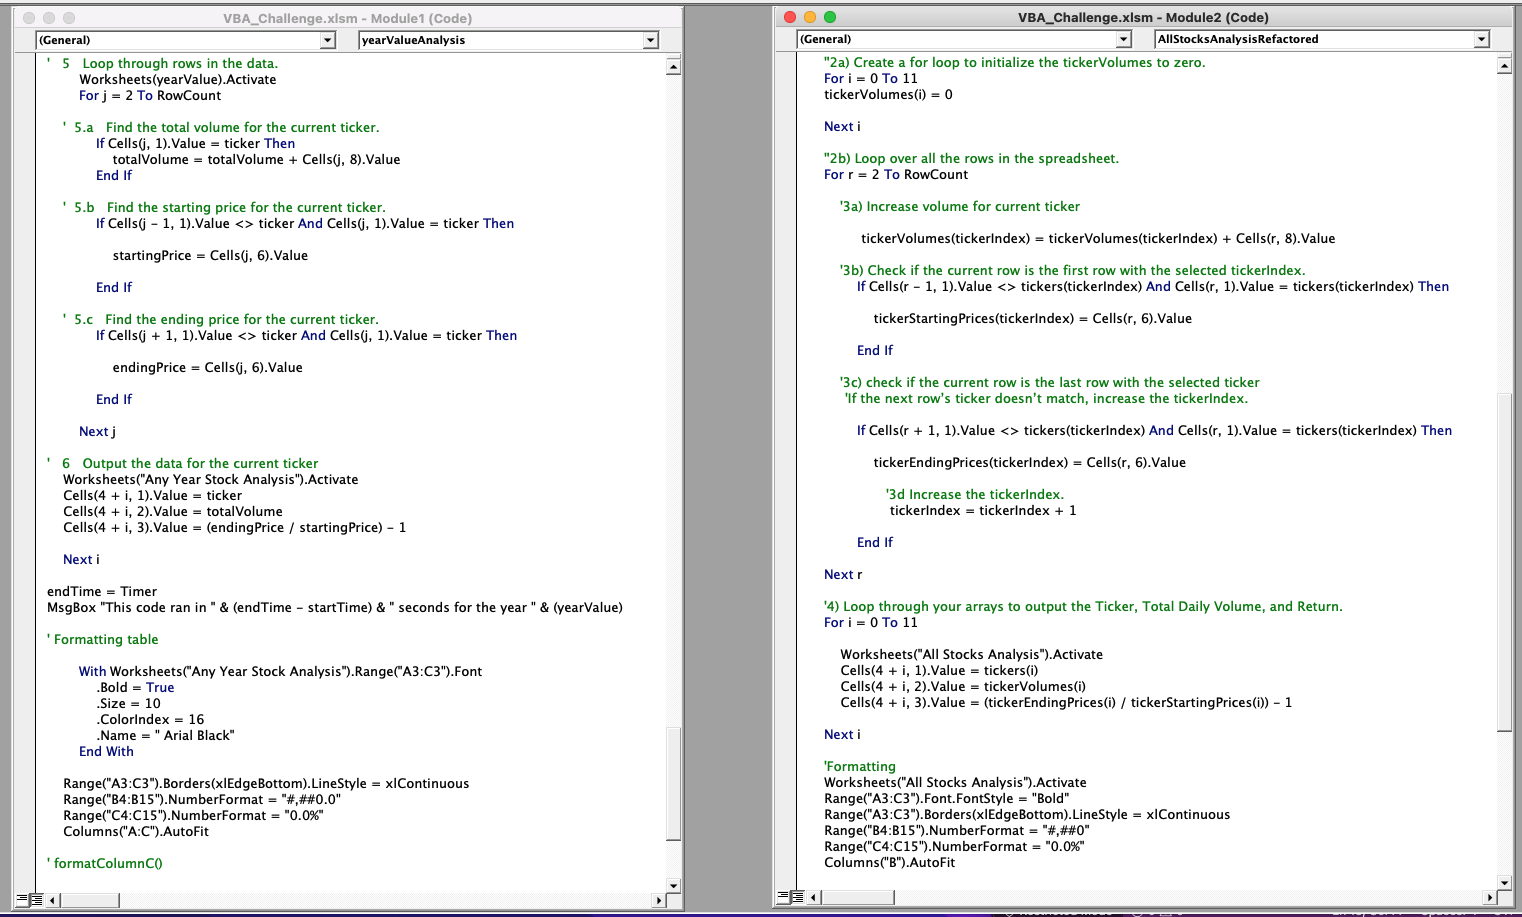 VBA_Challenge.xlsm - Module1 (Code)
(General)
yearValueAnalysis
'   5   Loop through rows in the data.
Worksheets(yearValue).Activate
For j = 2 To RowCount
'  5.a   Find the total volume for the current ticker.
If Cells(j, 1).Value = ticker Then
totalVolume = totalVolume + Cells(j, 8).Value
End If
'  5.b   Find the starting price for the current ticker.
If Cells(j - 1, 1).Value <> ticker And Cells(j, 1).Value = ticker Then
startingPrice = Cells(j, 6).Value
End If
'  5.c   Find the ending price for the current ticker.
If Cells(j + 1, 1).Value <> ticker And Cells(j, 1).Value = ticker Then
endingPrice = Cells(j, 6).Value
End If
Next j
'   6   Output the data for the current ticker
Worksheets("Any Year Stock Analysis").Activate
Cells(4 + i, 1).Value = ticker
Cells(4 + i, 2).Value = totalVolume
Cells(4 + i, 3).Value = (endingPrice / startingPrice) - 1
Next i
endTime = Timer
MsgBox "This code ran in " & (endTime - startTime) & " seconds for the year " & (yearValue)
' Formatting table
With Worksheets("Any Year Stock Analysis").Range("A3:C3").Font
.Bold = True
.Size = 10
.ColorIndex = 16
.Name = " Arial Black"
End With
Range("A3:C3").Borders(xlEdgeBottom).LineStyle = xlContinuous
Range("B4:B15").NumberFormat = "#,##0.0"
Range("C4:C15").NumberFormat = "0.0%"
Columns("A:C").AutoFit
' formatColumnC()
VBA_Challenge.xlsm - Module2 (Code)
(General)
AllStocksAnalysisRefactored
''2a) Create a for loop to initialize the tickerVolumes to zero.
For i = 0 To 11
tickerVolumes(i) = 0
Next i
''2b) Loop over all the rows in the spreadsheet.
For r = 2 To RowCount
'3a) Increase volume for current ticker
tickerVolumes(tickerIndex) = tickerVolumes(tickerIndex) + Cells(r, 8).Value
'3b) Check if the current row is the first row with the selected tickerIndex.
If Cells(r - 1, 1).Value <> tickers(tickerIndex) And Cells(r, 1).Value = tickers(tickerIndex) Then
tickerStartingPrices(tickerIndex) = Cells(r, 6).Value
End If
'3c) check if the current row is the last row with the selected ticker
'If the next row's ticker doesn't match, increase the tickerIndex.
If Cells(r + 1, 1).Value <> tickers(tickerIndex) And Cells(r, 1).Value = tickers(tickerIndex) Then
tickerEndingPrices(tickerIndex) = Cells(r, 6).Value
'3d Increase the tickerIndex.
tickerIndex = tickerIndex + 1
End If
Next r
'4) Loop through your arrays to output the Ticker, Total Daily Volume, and Return.
For i = 0 To 11
Worksheets("All Stocks Analysis").Activate
Cells(4 + i, 1).Value = tickers(i)
Cells(4 + i, 2).Value = tickerVolumes(i)
Cells(4 + i, 3).Value = (tickerEndingPrices(i) / tickerStartingPrices(i)) - 1
Next i
'Formatting
Worksheets("All Stocks Analysis").Activate
Range("A3:C3").Font.FontStyle = "Bold"
Range("A3:C3").Borders(xlEdgeBottom).LineStyle = xlContinuous
Range("B4:B15").NumberFormat = "#,##0"
Range("C4:C15").NumberFormat = "0.0%"
Columns("B").AutoFit